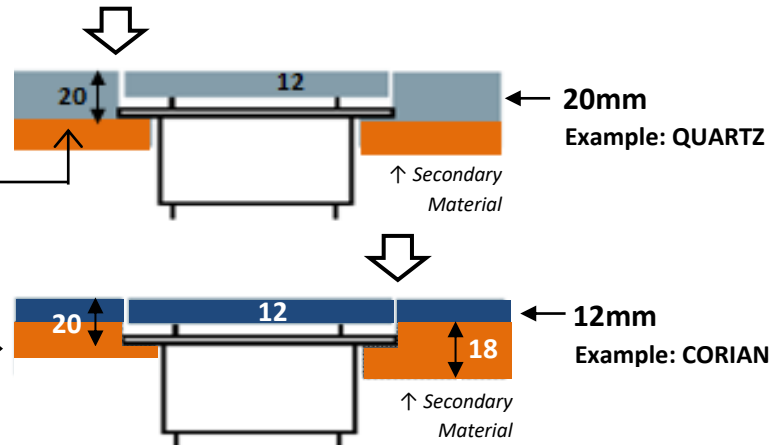 20
12
20mm
Example: QUARTZ
↑ Secondary
Material
20
12
12mm
18
Example: CORIAN
↑ Secondary
Material